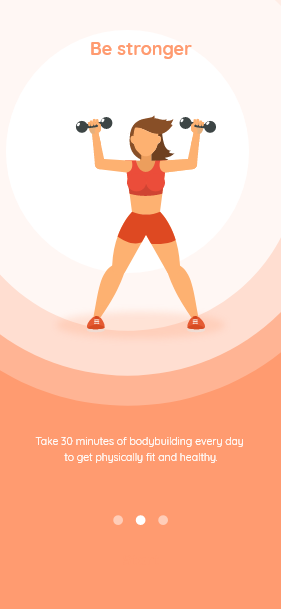 Be stronger
Take 30 minutes of bodybuilding every day
to get physically fit and healthy.